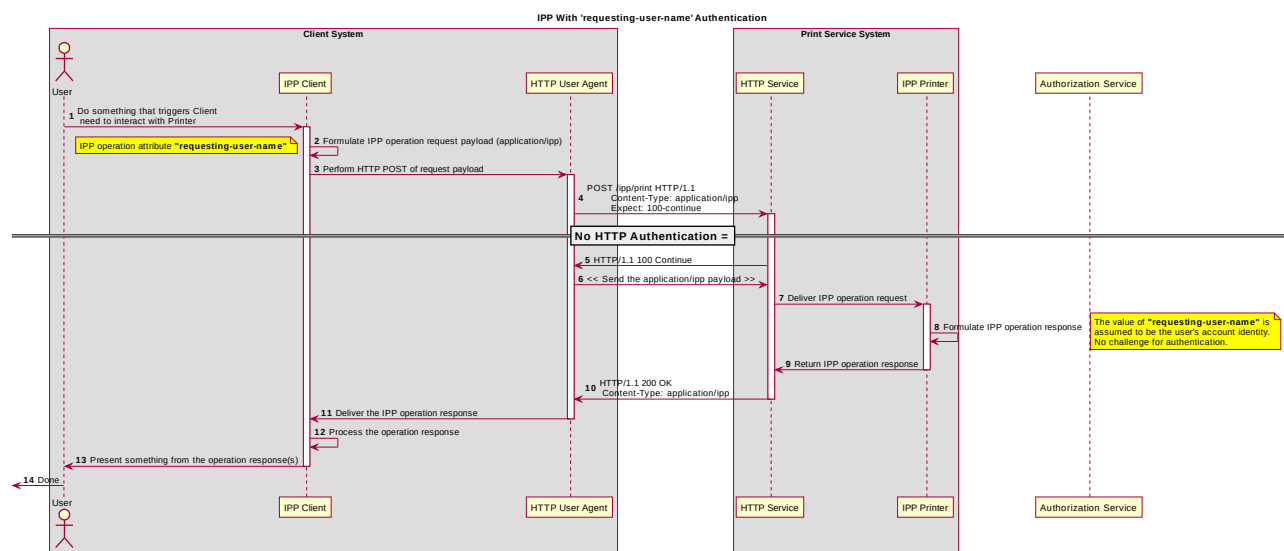 IPP With 'requesting-user-name' Authentication
Client System
Print Service System
User
IPP Client
HTTP User Agent
HTTP Service
IPP Printer
Authorization Service
1 Do something that triggers Client
need to interact with Printer
IPP operation attribute "requesting-user-name"
2 Formulate IPP operation request payload (application/ipp)
3 Perform HTTP POST of request payload
POST /ipp/print HTTP/1.1
4 Content-Type: application/ipp
Expect: 100-continue
No HTTP Authentication =
5 HTTP/1.1 100 Continue
6 << Send the application/ipp payload >>
7 Deliver IPP operation request
8 Formulate IPP operation response
The value of "requesting-user-name" is
assumed to be the user's account identity.
No challenge for authentication.
9 Return IPP operation response
10 HTTP/1.1 200 OK
Content-Type: application/ipp
11 Deliver the IPP operation response
12 Process the operation response
13 Present something from the operation response(s)
14 Done
User
IPP Client
HTTP User Agent
HTTP Service
IPP Printer
Authorization Service